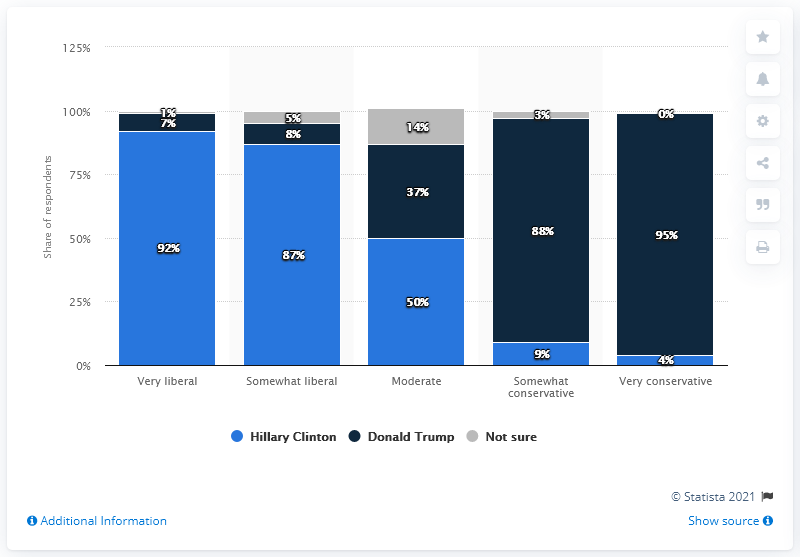 125%
100%
75%
50%
25%
0%
Share of respondents
1%
7%
92%
5%
8%
87%
14%
37%
50%
3%
88%
9%
0%
95%
4%
Very liberal
Somewhat liberal
Moderate
Somewhat
conservative
Very conservative
Hillary Clinton
Donald Trump
Not sure
© Statista 2021
Additional Information
Show source